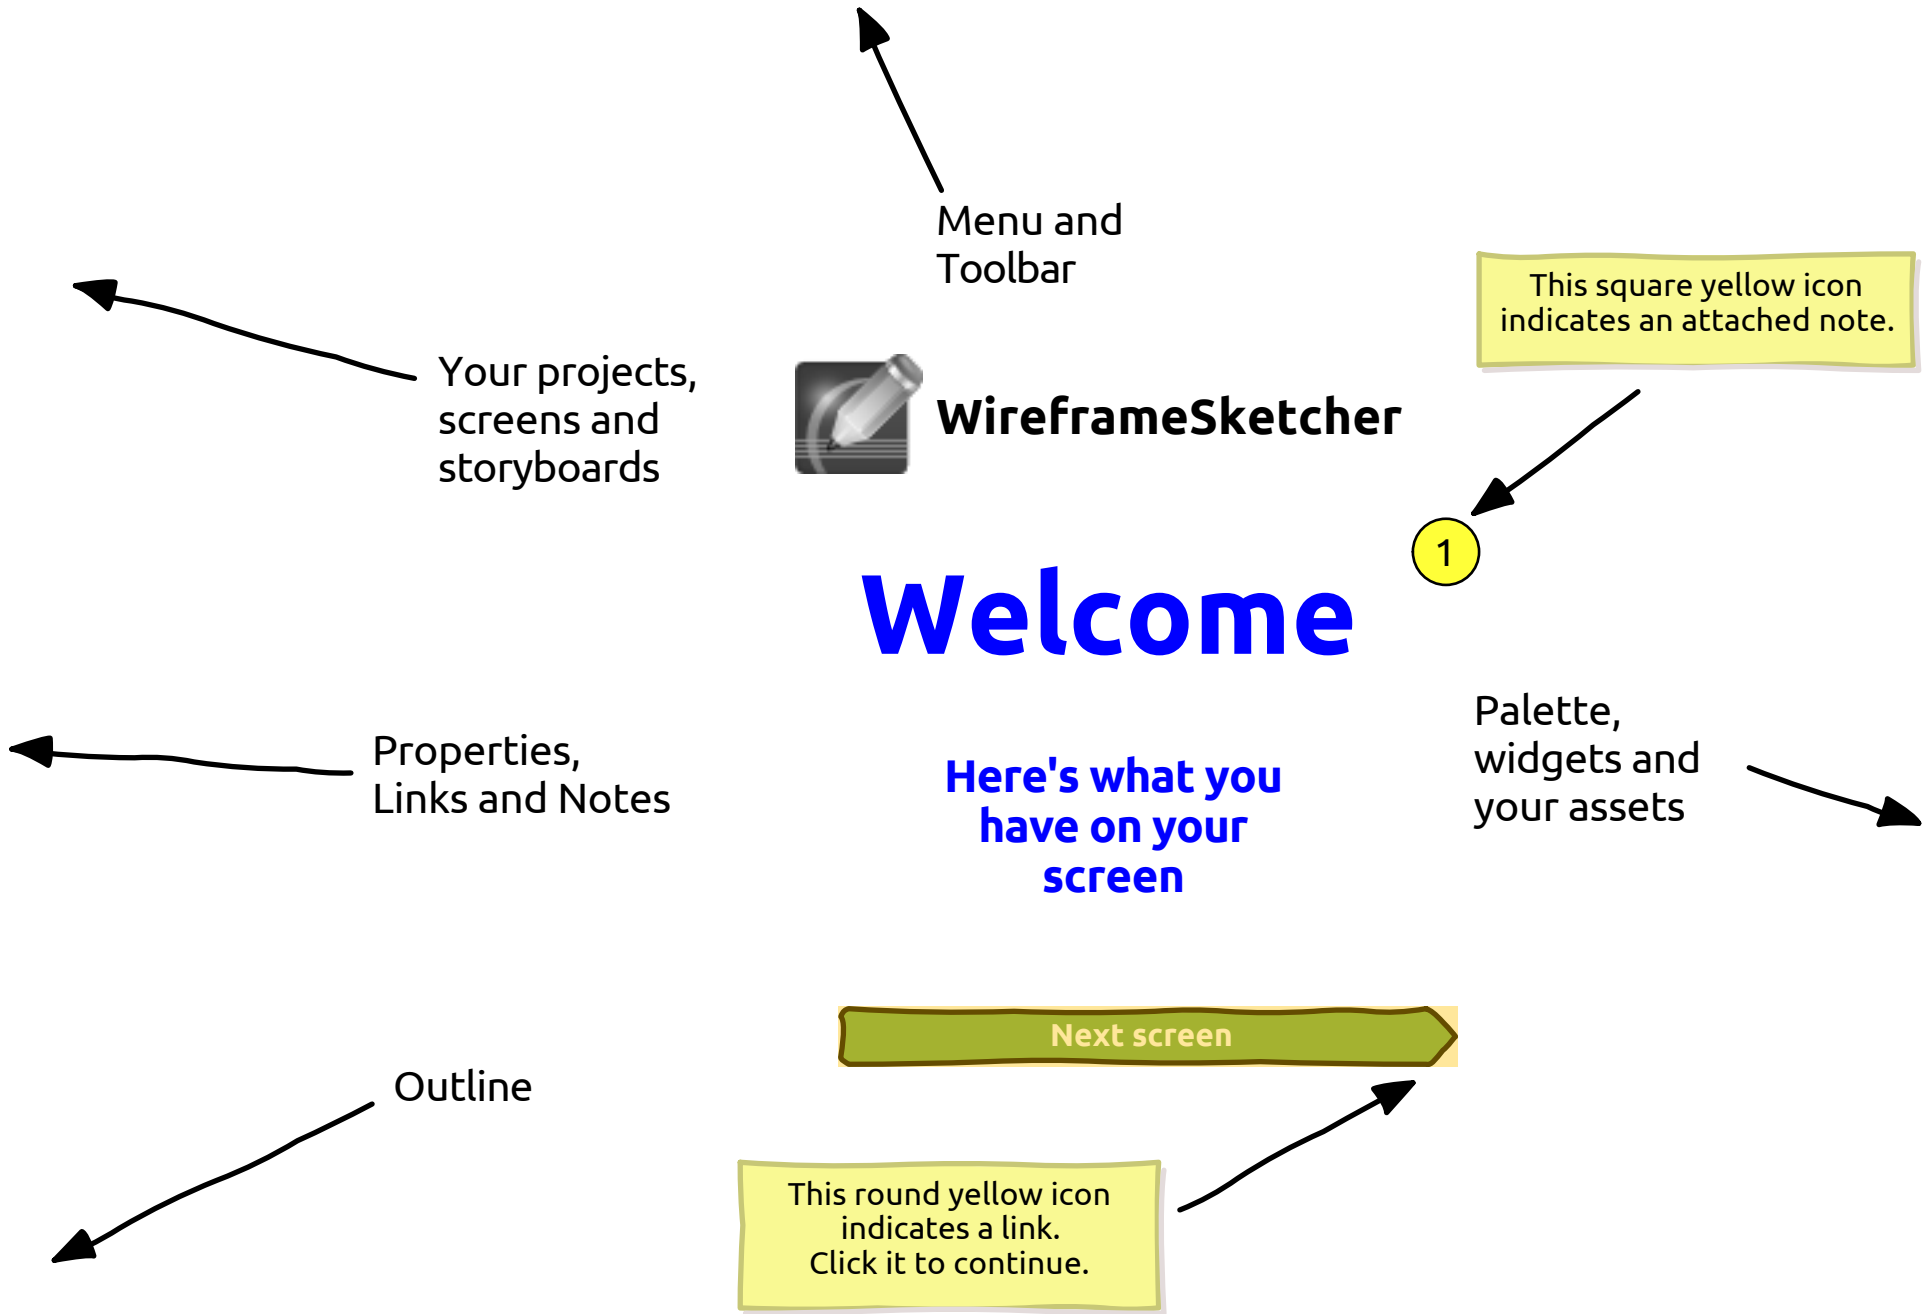 Menu and
Toolbar
This square yellow icon
indicates an attached note.
Your projects,
screens and
storyboards
WireframeSketcher
1
Welcome
Properties,
Links and Notes
Here's what you
have on your
screen
Palette,
widgets and
your assets
Next screen
Outline
This round yellow icon
indicates a link.
Click it to continue.